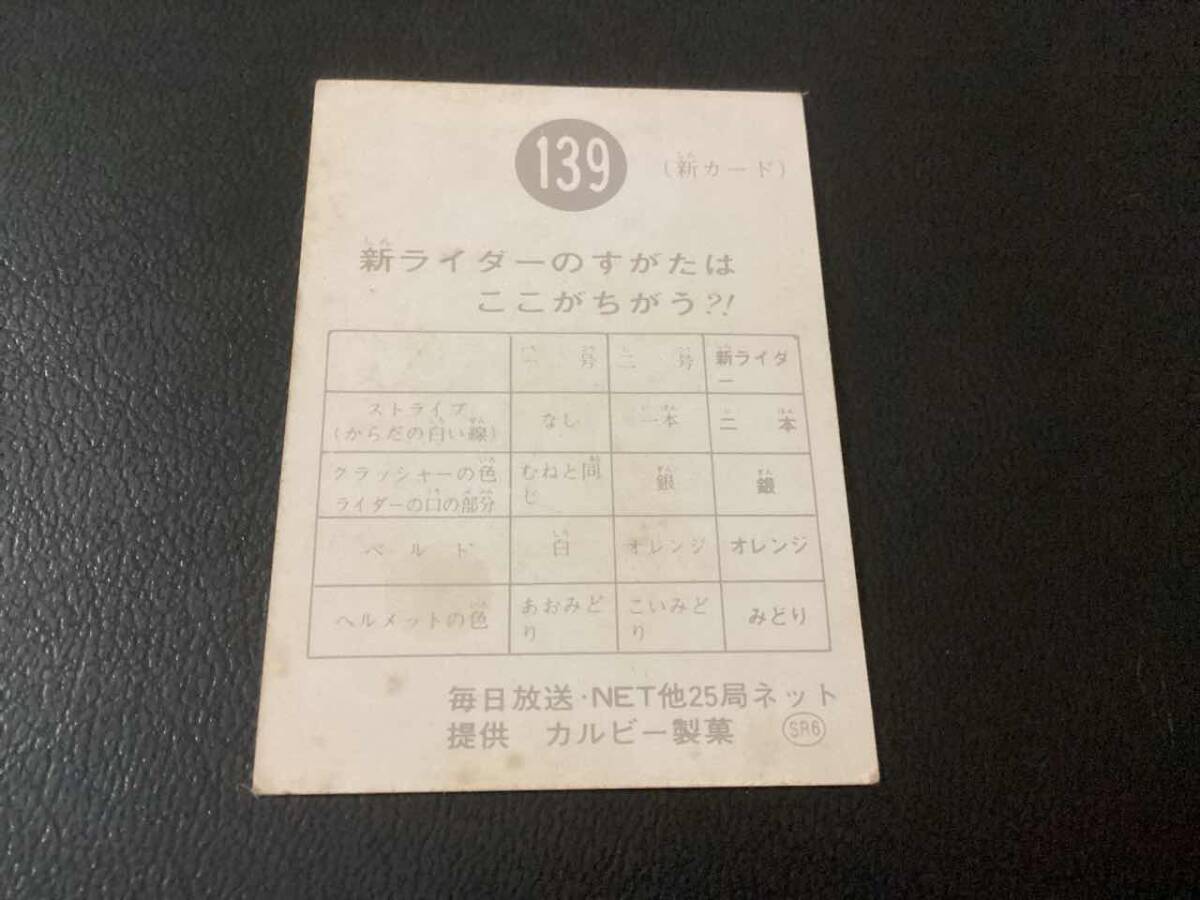 139
(新カード)
新ライダーのすがたは
ここがちがう?!
一号 二号 新ライダー
ストライプ
(からだの白い線) なし 一本 二本
クラッシャーの色
ライダーの口の部分 むねと同じ 銀 銀
ベルト 白 オレンジ オレンジ
ヘルメットの色 あおみどり こいみどり みどり
毎日放送・NET他25局ネット
提供 カルビー製菓 SR6